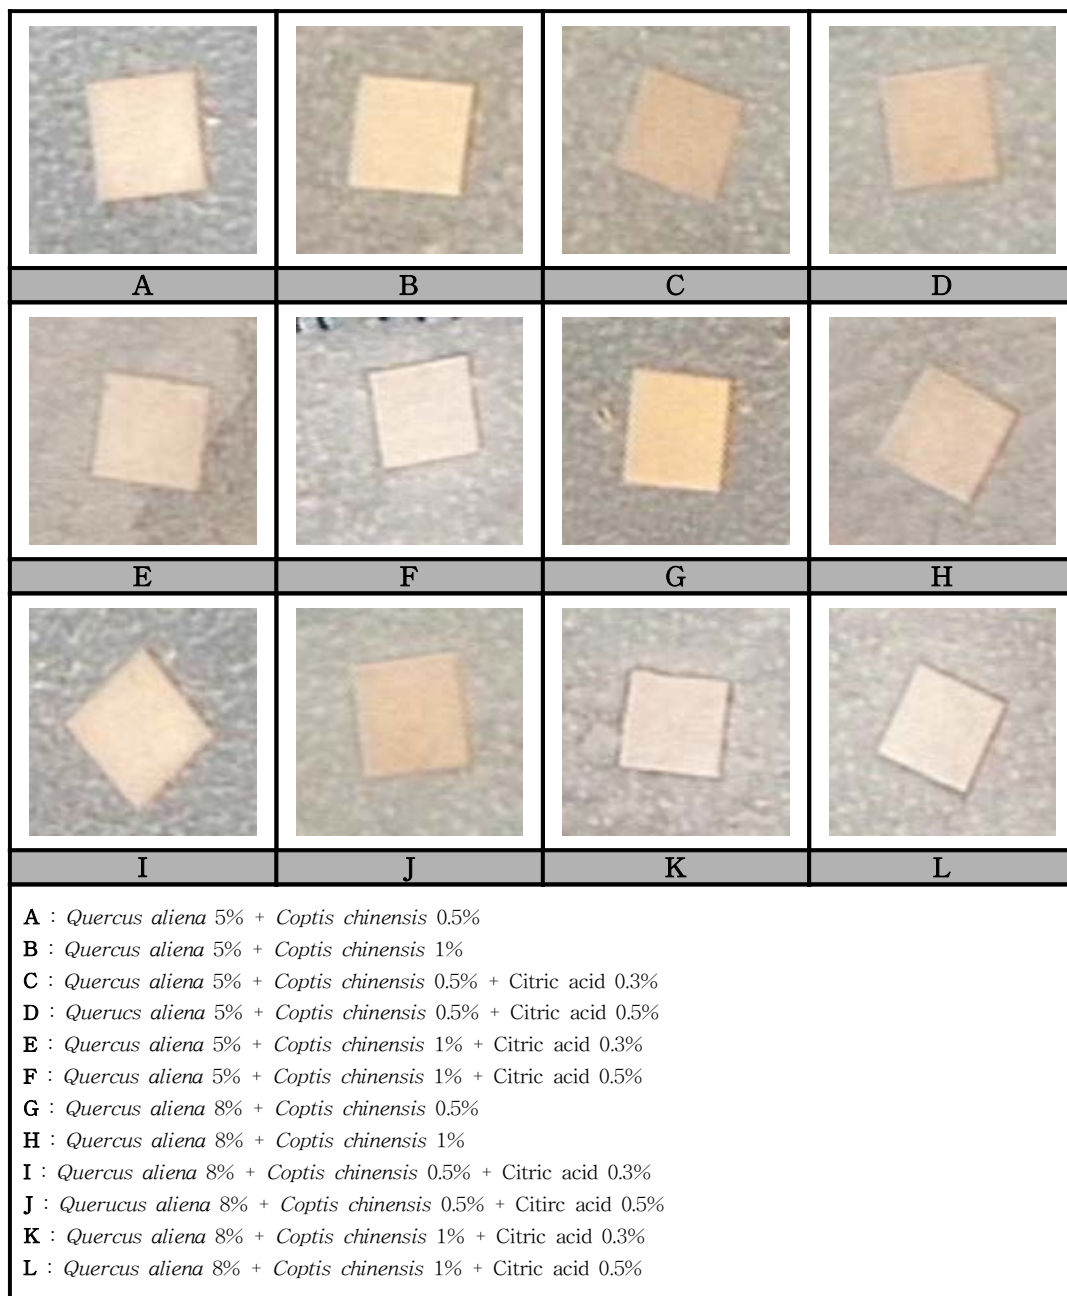 A B C D
E F G H
I J K L
A : Quercus aliena 5% + Coptis chinensis 0.5%
B : Quercus aliena 5% + Coptis chinensis 1%
C : Quercus aliena 5% + Coptis chinensis 0.5% + Citric acid 0.3%
D : Querucs aliena 5% + Coptis chinensis 0.5% + Citric acid 0.5%
E : Quercus aliena 5% + Coptis chinensis 1% + Citric acid 0.3%
F : Quercus aliena 5% + Coptis chinensis 1% + Citric acid 0.5%
G : Quercus aliena 8% + Coptis chinensis 0.5%
H : Quercus aliena 8% + Coptis chinensis 1%
I : Quercus aliena 8% + Coptis chinensis 0.5% + Citric acid 0.3%
J : Querucus aliena 8% + Coptis chinensis 0.5% + Citirc acid 0.5%
K : Quercus aliena 8% + Coptis chinensis 1% + Citric acid 0.3%
L : Quercus aliena 8% + Coptis chinensis 1% + Citric acid 0.5%